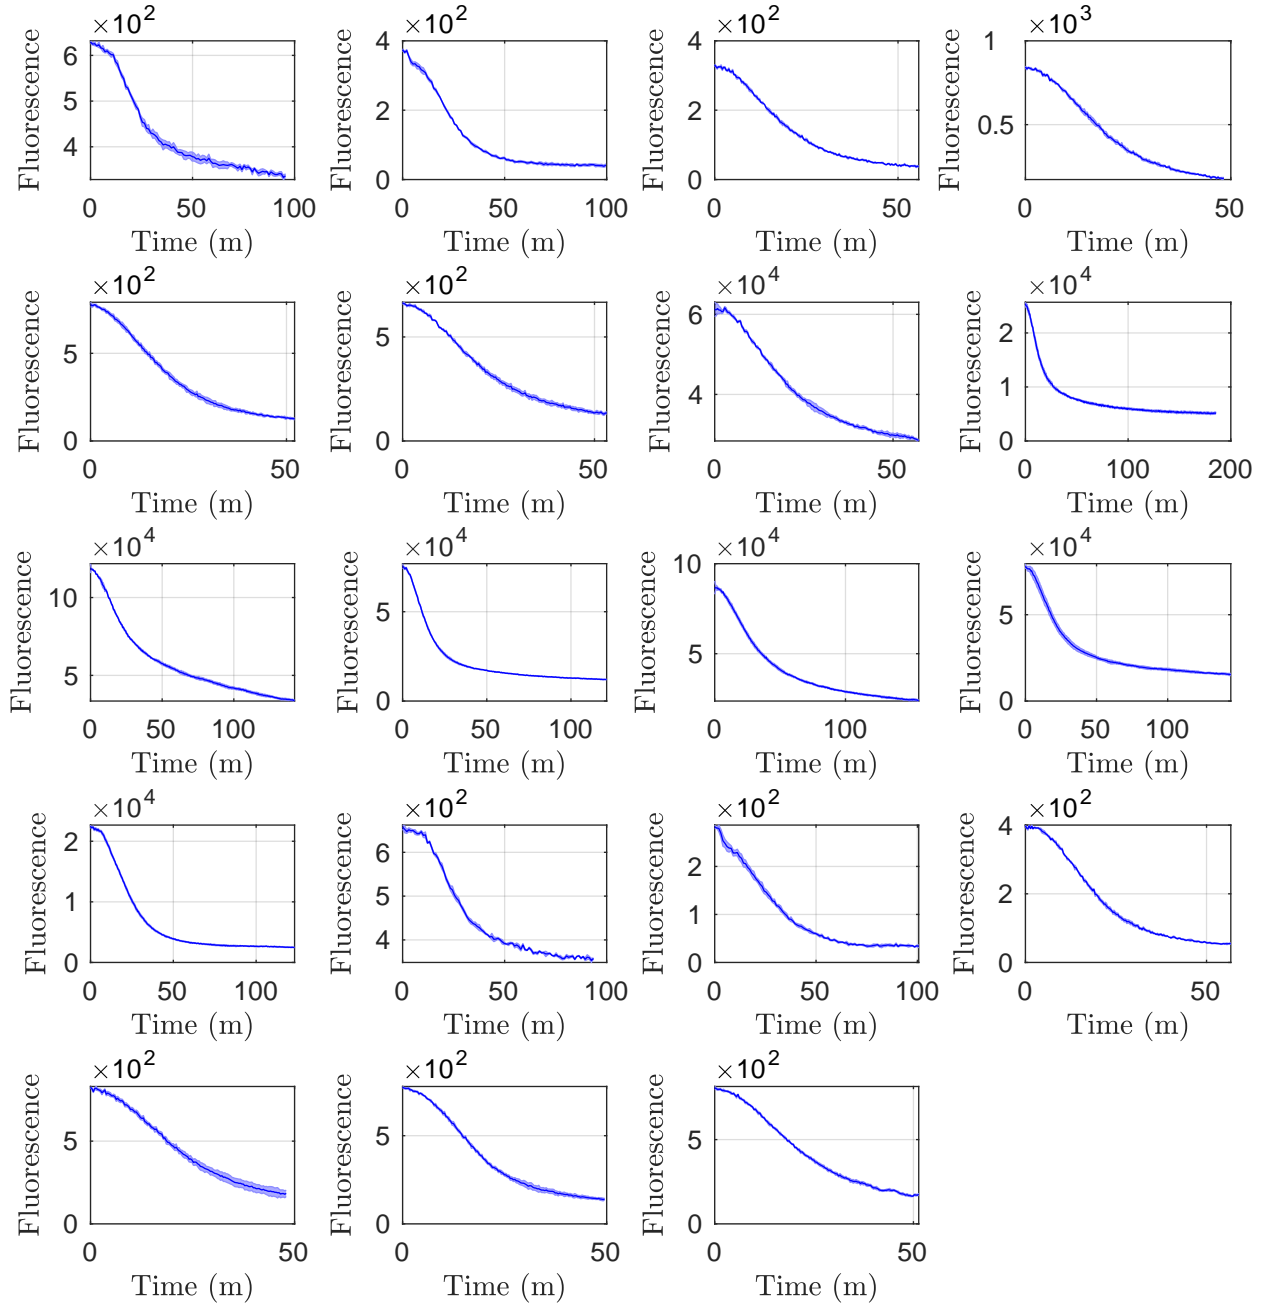 ×10² ×10² ×10² ×10³
Fluorescence 6 5 4 Fluorescence 4 2 0 Fluorescence 4 2 0 Fluorescence 1 0.5
0 50 100 0 50 100 0 50 0 50
Time (m) Time (m) Time (m) Time (m)
×10² ×10² ×10⁴ ×10⁴
Fluorescence 5 0 Fluorescence 5 0 Fluorescence 6 4 Fluorescence 2 1 0
0 50 0 50 0 50 0 100 200
Time (m) Time (m) Time (m) Time (m)
×10⁴ ×10⁴ ×10⁴ ×10⁴
Fluorescence 10 5 Fluorescence 5 0 Fluorescence 10 5 Fluorescence 5 0
0 50 100 0 50 100 0 100 0 50 100
Time (m) Time (m) Time (m) Time (m)
×10⁴ ×10² ×10² ×10²
Fluorescence 2 1 0 Fluorescence 6 5 4 Fluorescence 2 1 0 Fluorescence 4 2 0
0 50 100 0 50 100 0 50 100 0 50
Time (m) Time (m) Time (m) Time (m)
×10² ×10² ×10²
Fluorescence 5 0 Fluorescence 5 0 Fluorescence 5 0
0 50 0 50 0 50
Time (m) Time (m) Time (m)